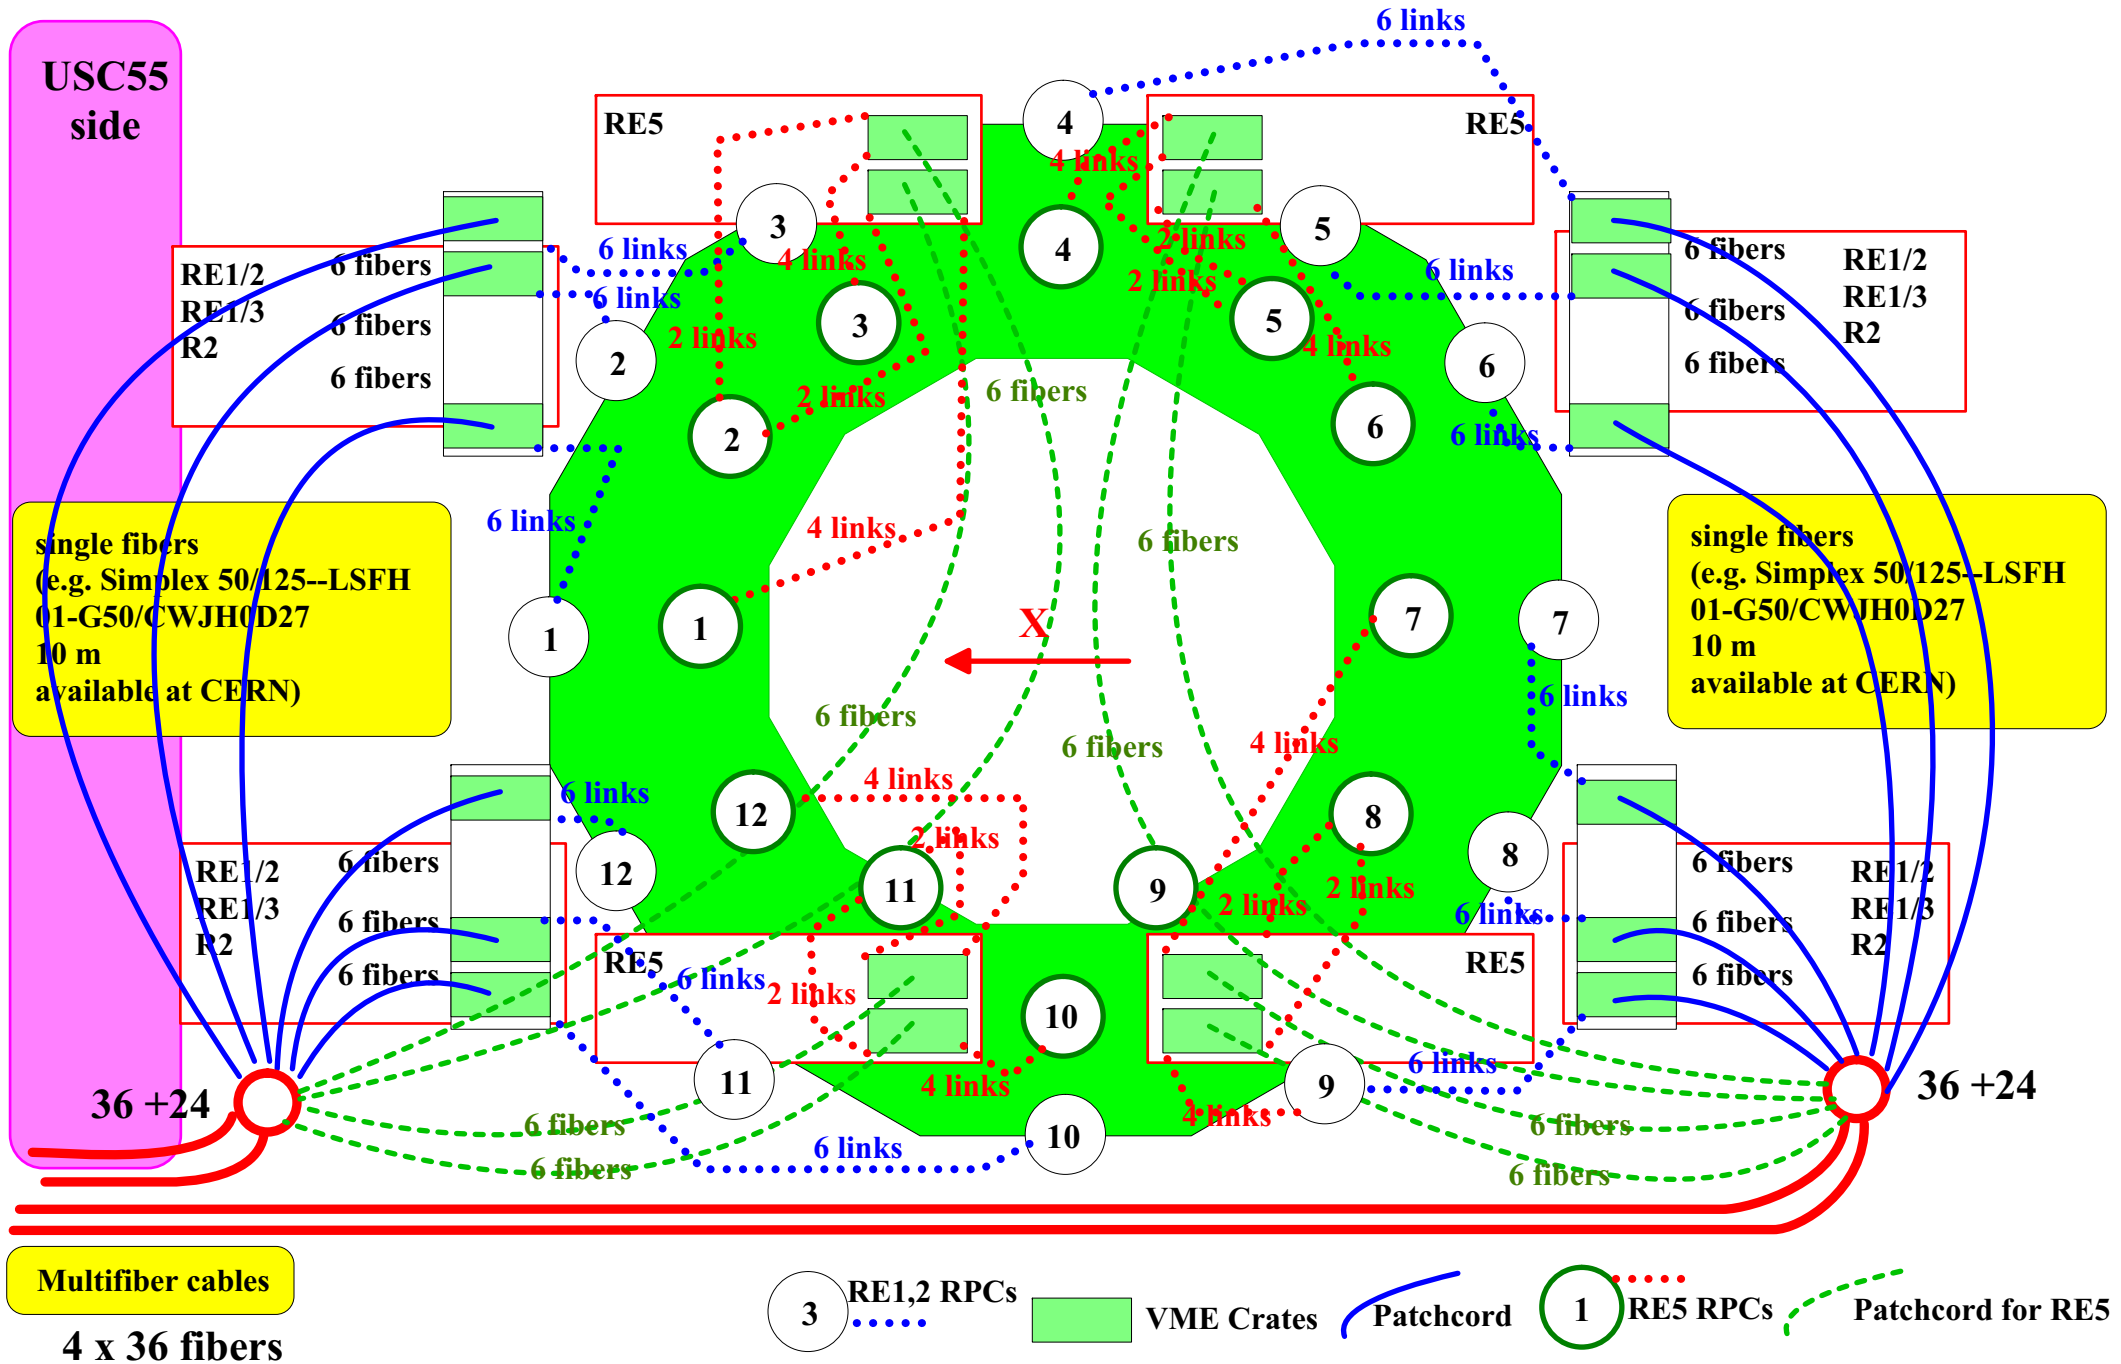 6 links
USC55
side
RE5
4
RE5
4 links
3
5
4
2 links
6 links
4 links
6 links
2 links
6 links
RE1/2
RE1/3
R2
6 fibers
6 fibers
6 fibers
6 fibers
6 fibers
6 fibers
RE1/2
RE1/3
R2
2
3
2 links
5
4 links
6
6 fibers
2 links
2
6
6 links
6 links
4 links
6 fibers
single fibers
(e.g. Simplex 50/125--LSFH
01-G50/CWJH0D27
10 m
available at CERN)
single fibers
(e.g. Simplex 50/125--LSFH
01-G50/CWJH0D27
10 m
available at CERN)
1
1
X
7
7
6 links
6 fibers
6 fibers
4 links
6 links
4 links
12
2 links
8
8
RE1/2
RE1/3
R2
6 fibers
6 fibers
6 fibers
12
11
9
2 links
2 links
6 links
6 fibers
6 fibers
6 fibers
RE1/2
RE1/3
R2
RE5
6 links
2 links
10
RE5
11
4 links
9
6 links
4 links
36 +24
36 +24
6 fibers
6 fibers
6 links
10
6 fibers
6 fibers
Multifiber cables
4 x 36 fibers
3
RE1,2 RPCs
VME Crates
Patchcord
1
RE5 RPCs
Patchcord for RE5